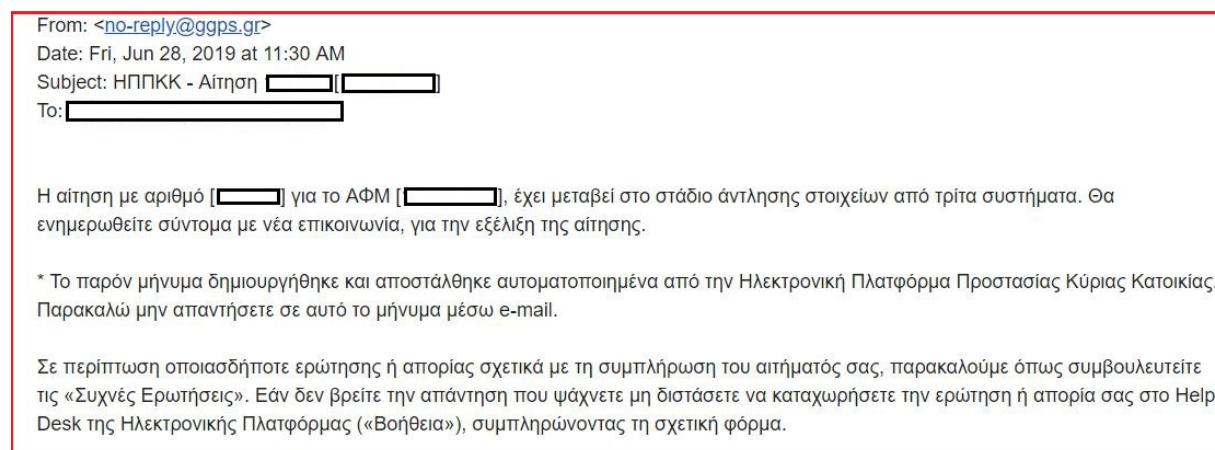 From: <no-reply@ggps.gr>
Date: Fri, Jun 28, 2019 at 11:30 AM
Subject: ΗΠΠΚΚ - Αίτηση [ ]
To:
Η αίτηση με αριθμό [ ] για το ΑΦΜ [ ], έχει μεταβεί στο στάδιο άντλησης στοιχείων από τρίτα συστήματα. Θα
ενημερωθείτε σύντομα με νέα επικοινωνία, για την εξέλιξη της αίτησης.
* Το παρόν μήνυμα δημιουργήθηκε και αποστάλθηκε αυτοματοποιημένα από την Ηλεκτρονική Πλατφόρμα Προστασίας Κύριας Κατοικίας.
Παρακαλώ μην απαντήσετε σε αυτό το μήνυμα μέσω e-mail.
Σε περίπτωση οποιασδήποτε ερώτησης ή απορίας σχετικά με τη συμπλήρωση του αιτήματός σας, παρακαλούμε όπως συμβουλευτείτε
τις «Συχνές Ερωτήσεις». Εάν δεν βρείτε την απάντηση που ψάχνετε μη διστάσετε να καταχωρήσετε την ερώτηση ή απορία σας στο Help
Desk της Ηλεκτρονικής Πλατφόρμας («Βοήθεια»), συμπληρώνοντας τη σχετική φόρμα.